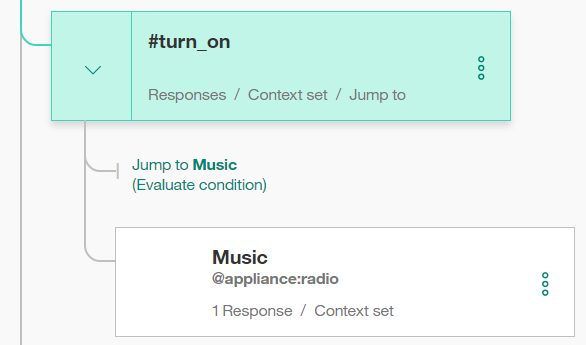 #turn_on
Responses / Context set / Jump to
Jump to Music
(Evaluate condition)
Music
@appliance:radio
1 Response / Context set